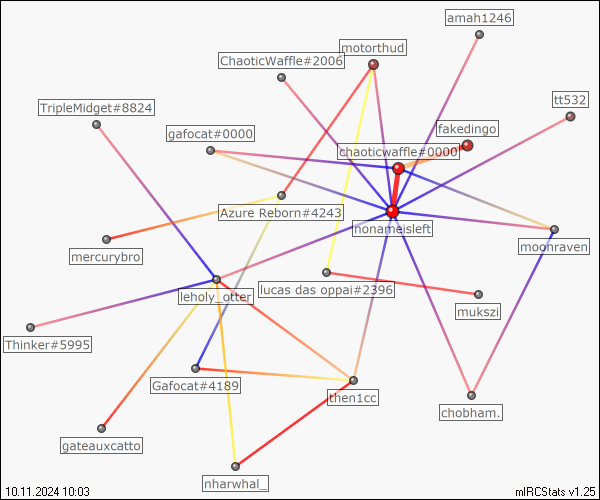 amah1246
motorthud
ChaoticWaffle#2006
tt532
TripleMidget#8824
fakedingo
gafocat#0000
chaoticwaffle#0000
Azure Reborn#4243
nonameisleft
moonraven
mercurybro
lucas das oppai#2396
leholy_otter
mukszi
Thinker#5995
Gafocat#4189
then1cc
chobham.
gateauxcatto
nharwhal_
10.11.2024 10:03
mIRCStats v1.25